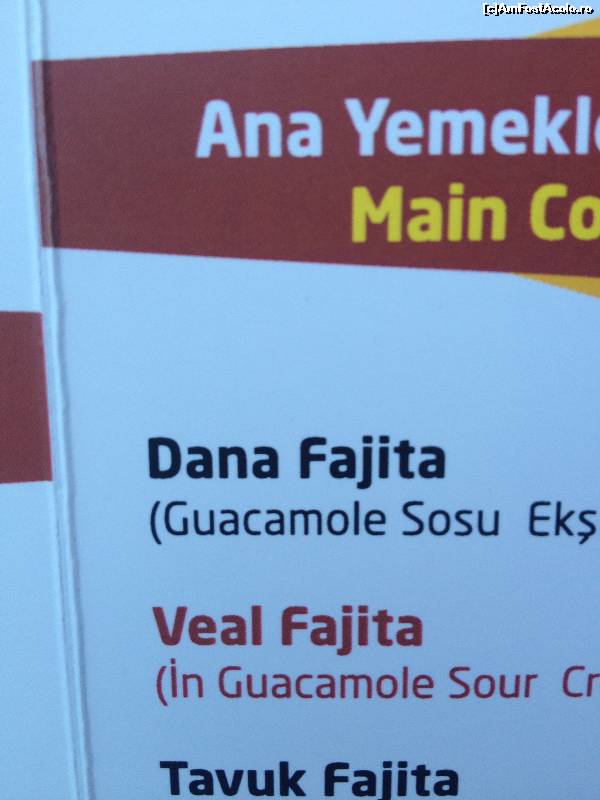 [c]AmFostAcolo.ro
Ana Yemekle
Main Co
Dana Fajita
(Guacamole Sosu Ekş
Veal Fajita
(İn Guacamole Sour Cr
Tavuk Fajita